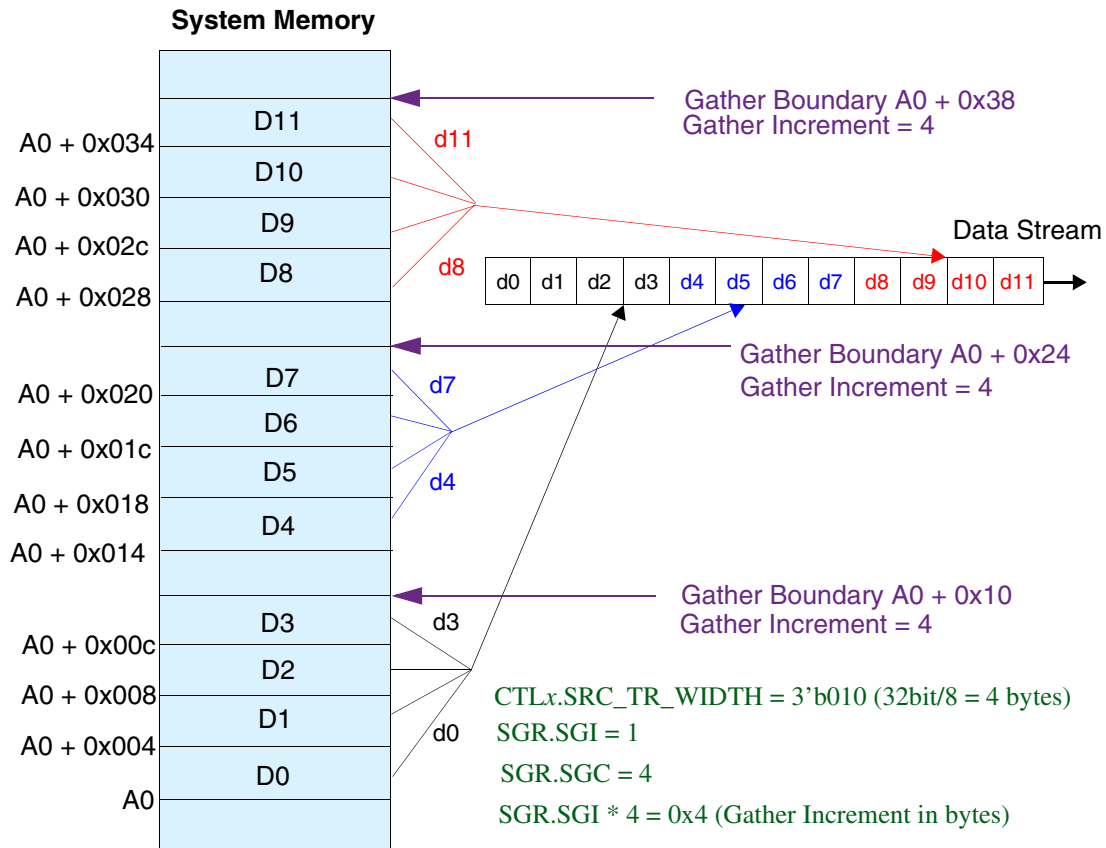 System Memory
Gather Boundary A0 + 0x38
Gather Increment = 4
D11
d11
A0 + 0x034
D10
A0 + 0x030
D9
A0 + 0x02c
D8
d8
A0 + 0x028
Data Stream
d0 d1 d2 d3 d4 d5 d6 d7 d8 d9 d10 d11
Gather Boundary A0 + 0x24
Gather Increment = 4
D7
d7
A0 + 0x020
D6
A0 + 0x01c
D5
d4
A0 + 0x018
D4
A0 + 0x014
Gather Boundary A0 + 0x10
Gather Increment = 4
D3
d3
A0 + 0x00c
D2
A0 + 0x008
D1
d0
A0 + 0x004
D0
A0
CTLx.SRC_TR_WIDTH = 3’b010 (32bit/8 = 4 bytes)
SGR.SGI = 1
SGR.SGC = 4
SGR.SGI * 4 = 0x4 (Gather Increment in bytes)